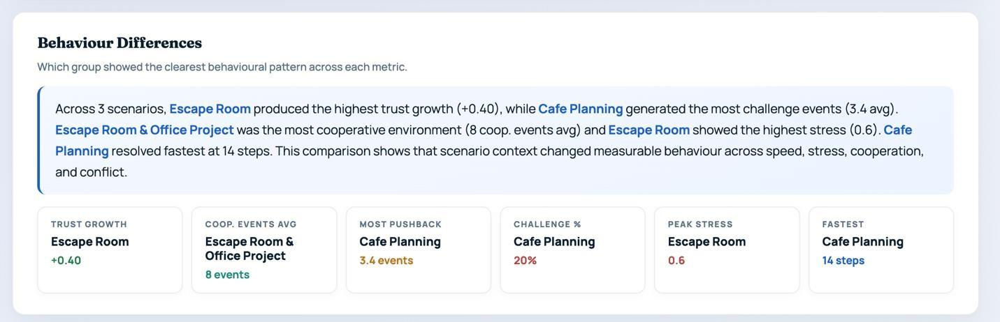 Behaviour Differences
Which group showed the clearest behavioural pattern across each metric.
Across 3 scenarios, Escape Room produced the highest trust growth (+0.40), while Cafe Planning generated the most challenge events (3.4 avg).
Escape Room & Office Project was the most cooperative environment (8 coop. events avg) and Escape Room showed the highest stress (0.6). Cafe
Planning resolved fastest at 14 steps. This comparison shows that scenario context changed measurable behaviour across speed, stress, cooperation,
and conflict.
TRUST GROWTH
Escape Room
+0.40
COOP. EVENTS AVG
Escape Room &
Office Project
8 events
MOST PUSHBACK
Cafe Planning
3.4 events
CHALLENGE %
Cafe Planning
20%
PEAK STRESS
Escape Room
0.6
FASTEST
Cafe Planning
14 steps